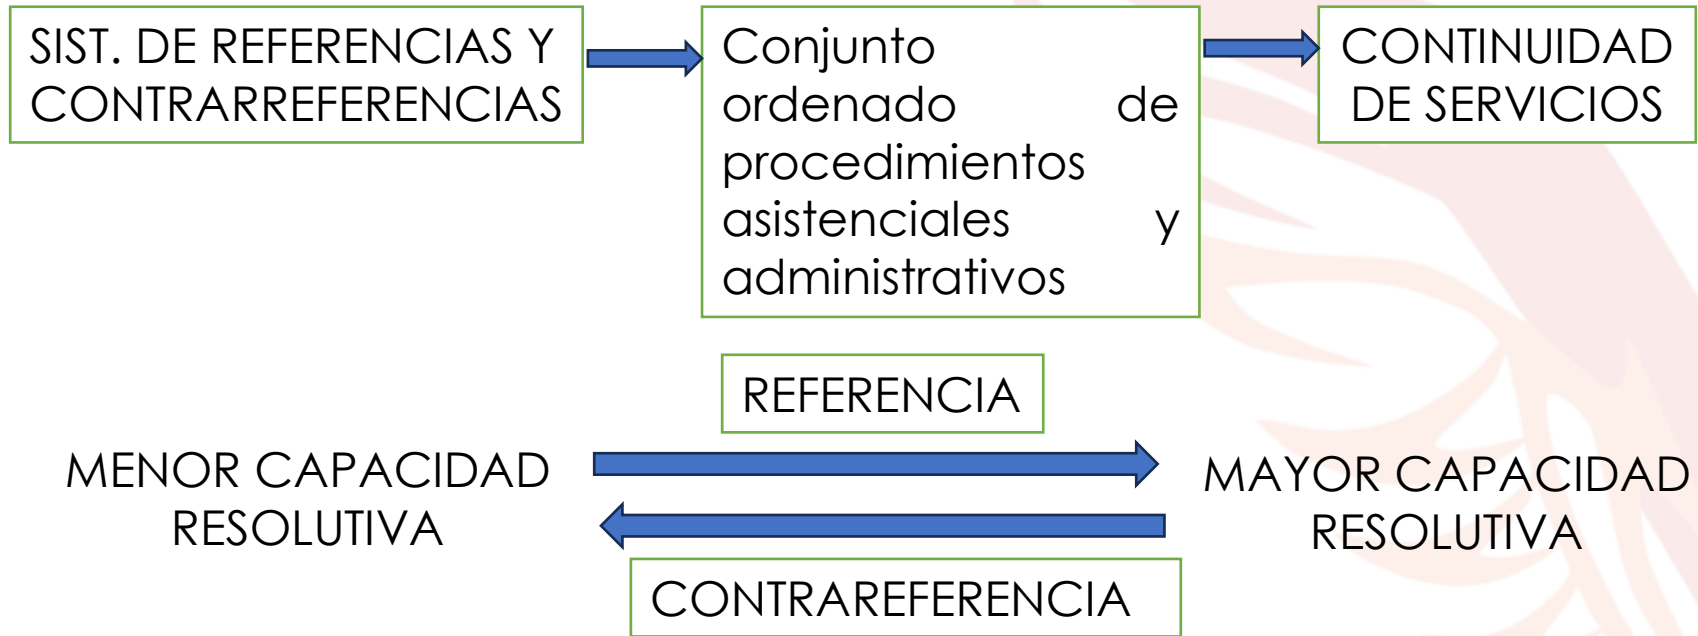 SIST. DE REFERENCIAS Y
CONTRARREFERENCIAS
Conjunto
ordenado de
procedimientos
asistenciales y
administrativos
CONTINUIDAD
DE SERVICIOS
REFERENCIA
MENOR CAPACIDAD
RESOLUTIVA
MAYOR CAPACIDAD
RESOLUTIVA
CONTRAREFERENCIA